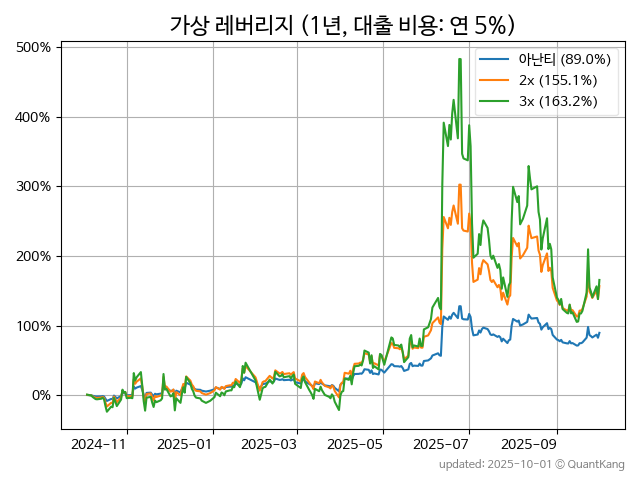 가상 레버리지 (1년, 대출 비용: 연 5%)
500%
400%
300%
200%
100%
0%
아난티 (89.0%)
2x (155.1%)
3x (163.2%)
2024-11
2025-01
2025-03
2025-05
2025-07
2025-09
updated: 2025-10-01 © QuantKang